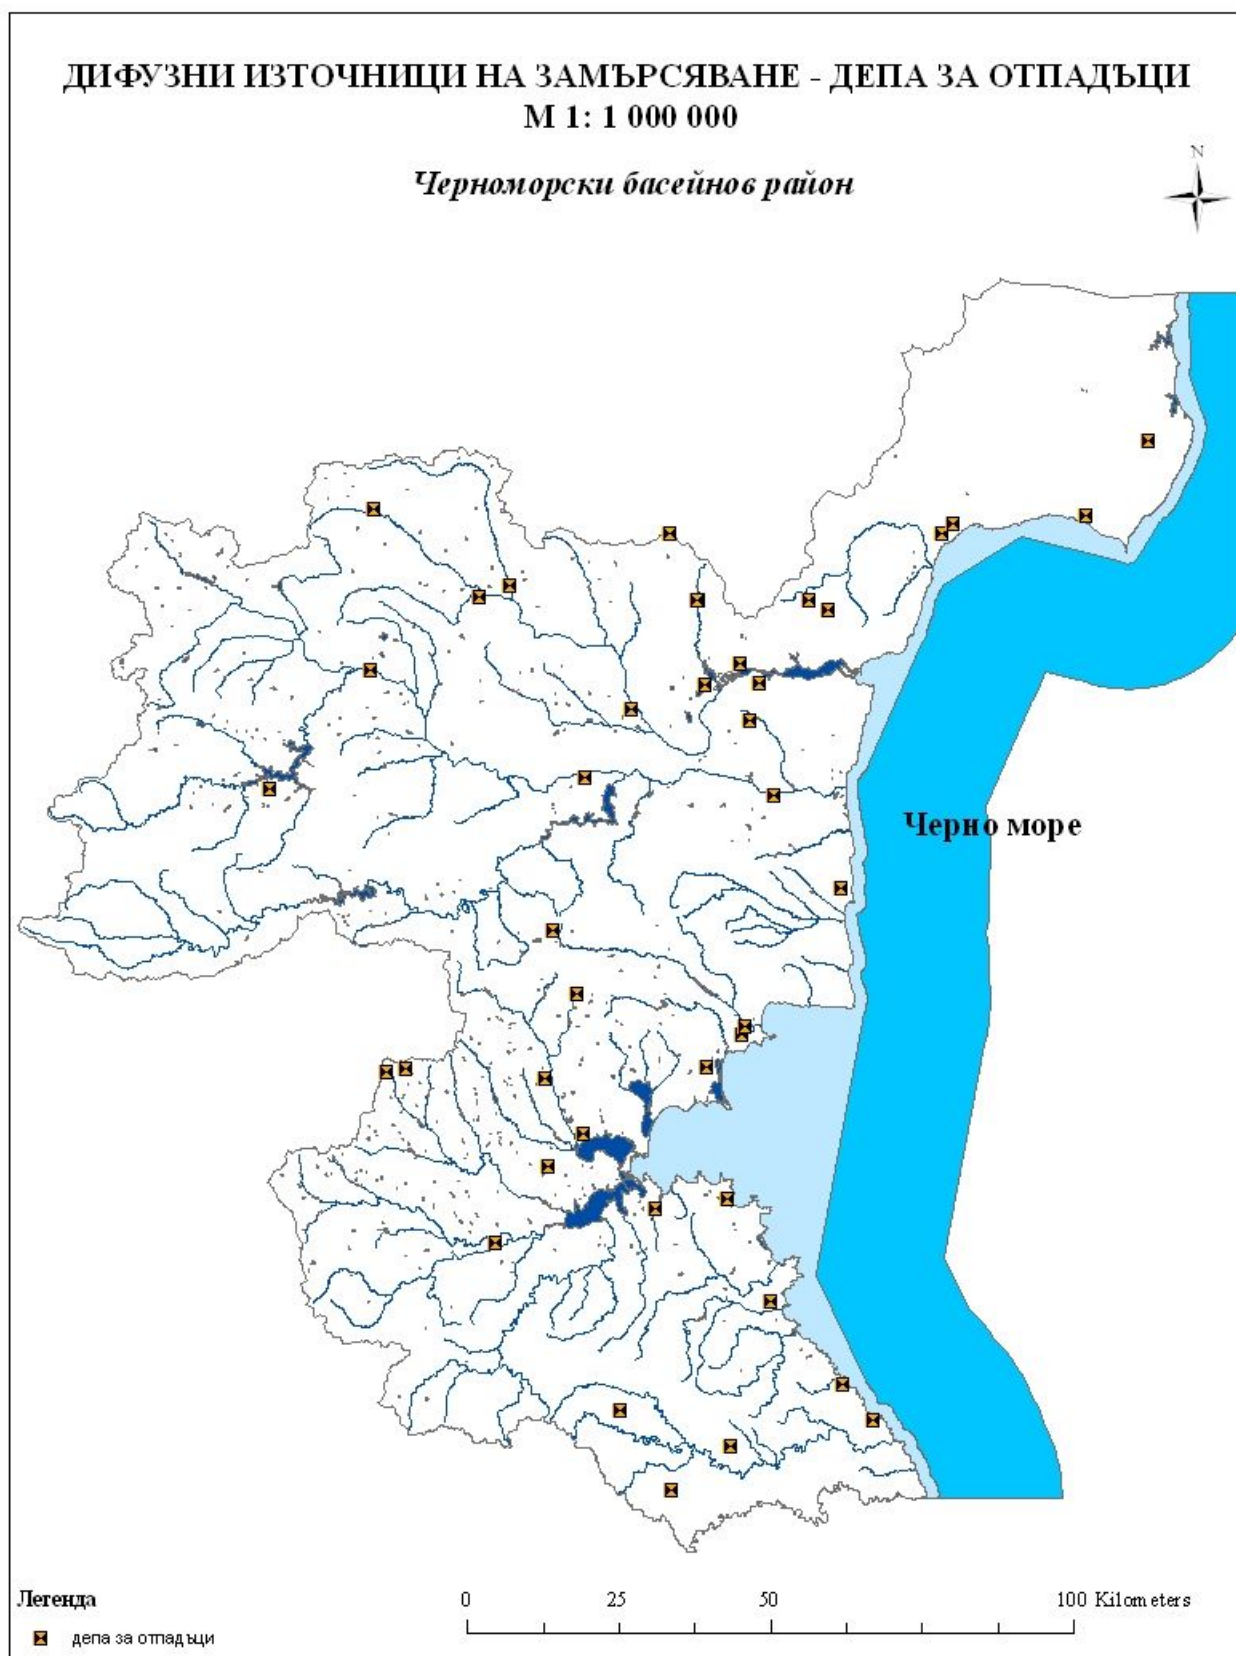 ДИФУЗНИ ИЗТОЧНИЦИ НА ЗАМЪРСЯВАНЕ - ДЕПА ЗА ОТПАДЪЦИ
М 1: 1 000 000
Черноморски басейнов район
N
Черно море
Легенда
депа за отпадъци
0 25 50 100 Kilometers